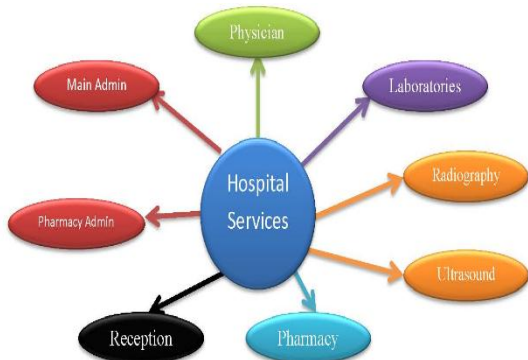 Physician
Main Admin
Laboratories
Hospital
Services
Radiography
Pharmacy Admin
Ultrasound
Reception
Pharmacy